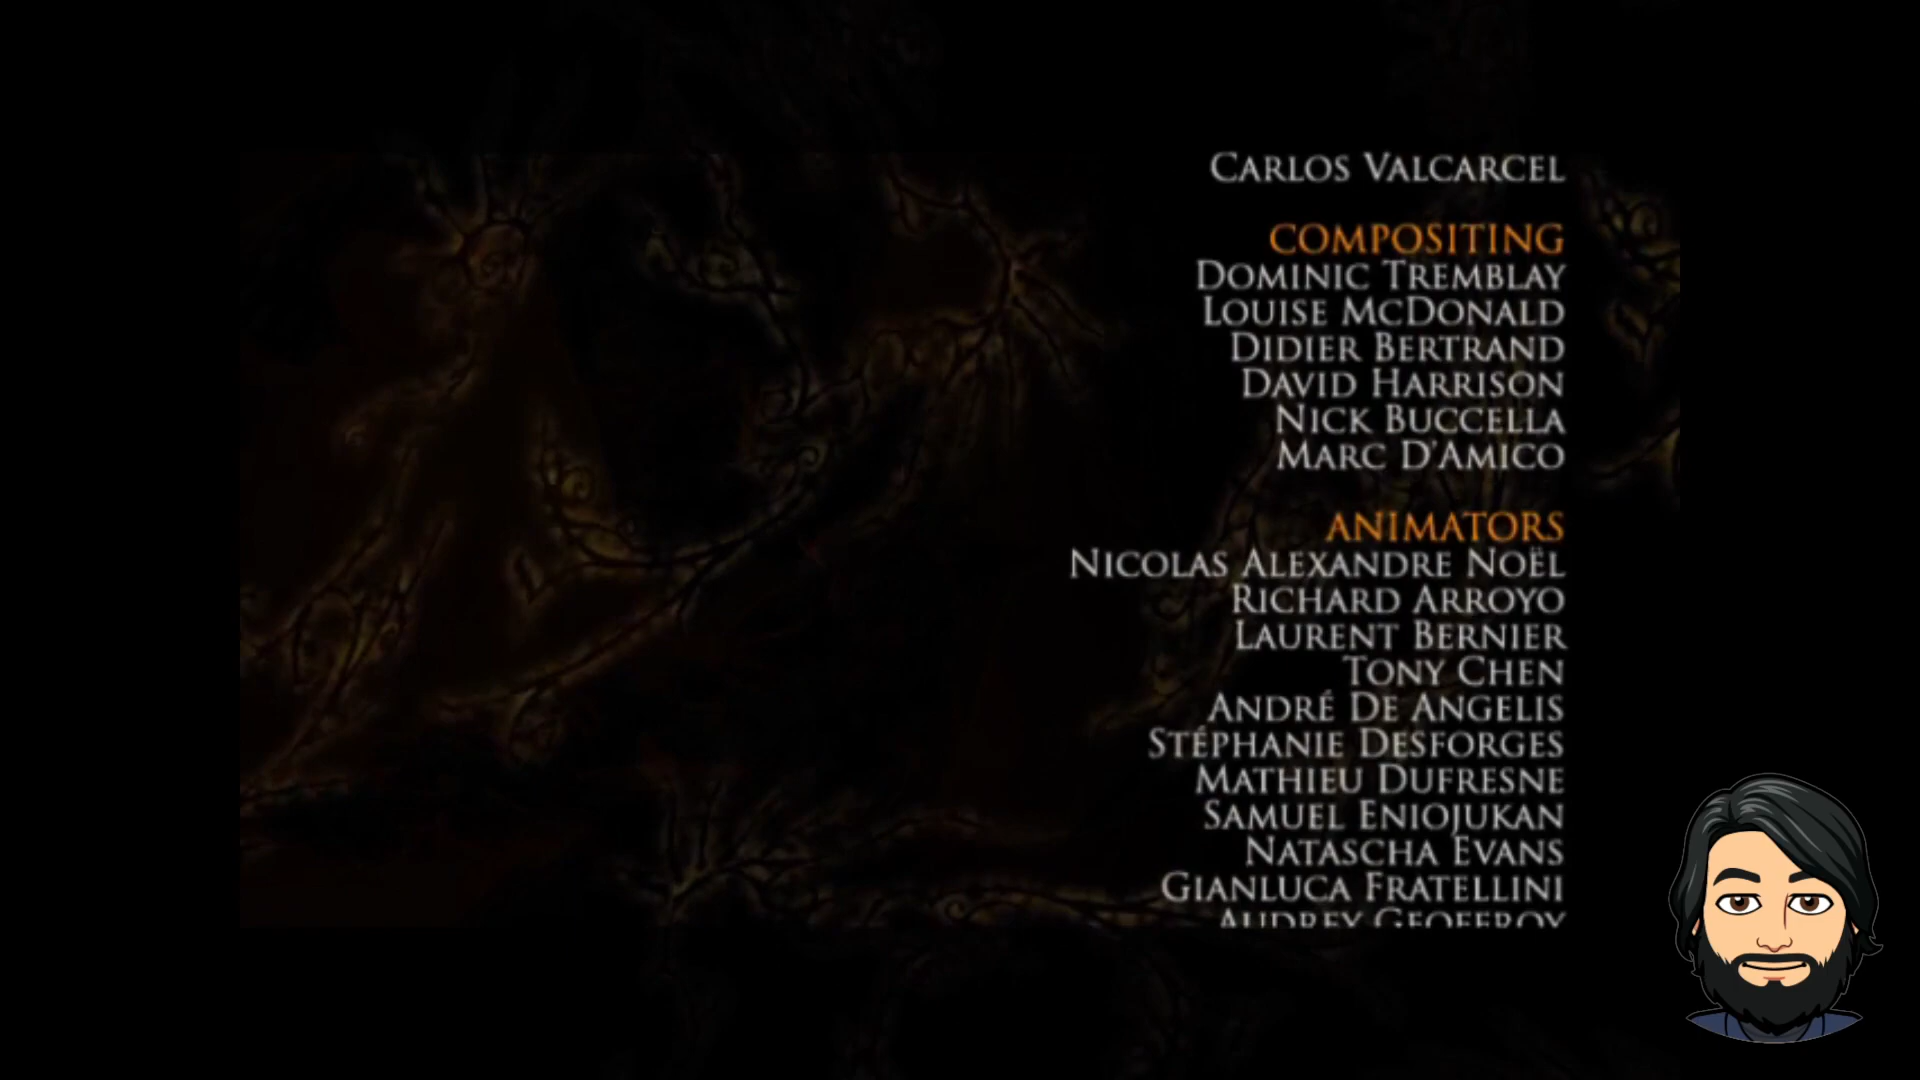 Carlos Valcarcel
COMPOSITING
Dominic Tremblay
Louise McDonald
Didier Bertrand
David Harrison
Nick Buccella
Marc D'Amico
ANIMATORS
Nicolas Alexandre Noël
Richard Arroyo
Laurent Bernier
Tony Chen
André De Angelis
Stéphanie Desforges
Mathieu Dufresne
Samuel Eniojukan
Natascha Evans
Gianluca Fratellini
Audrey Geoffroy